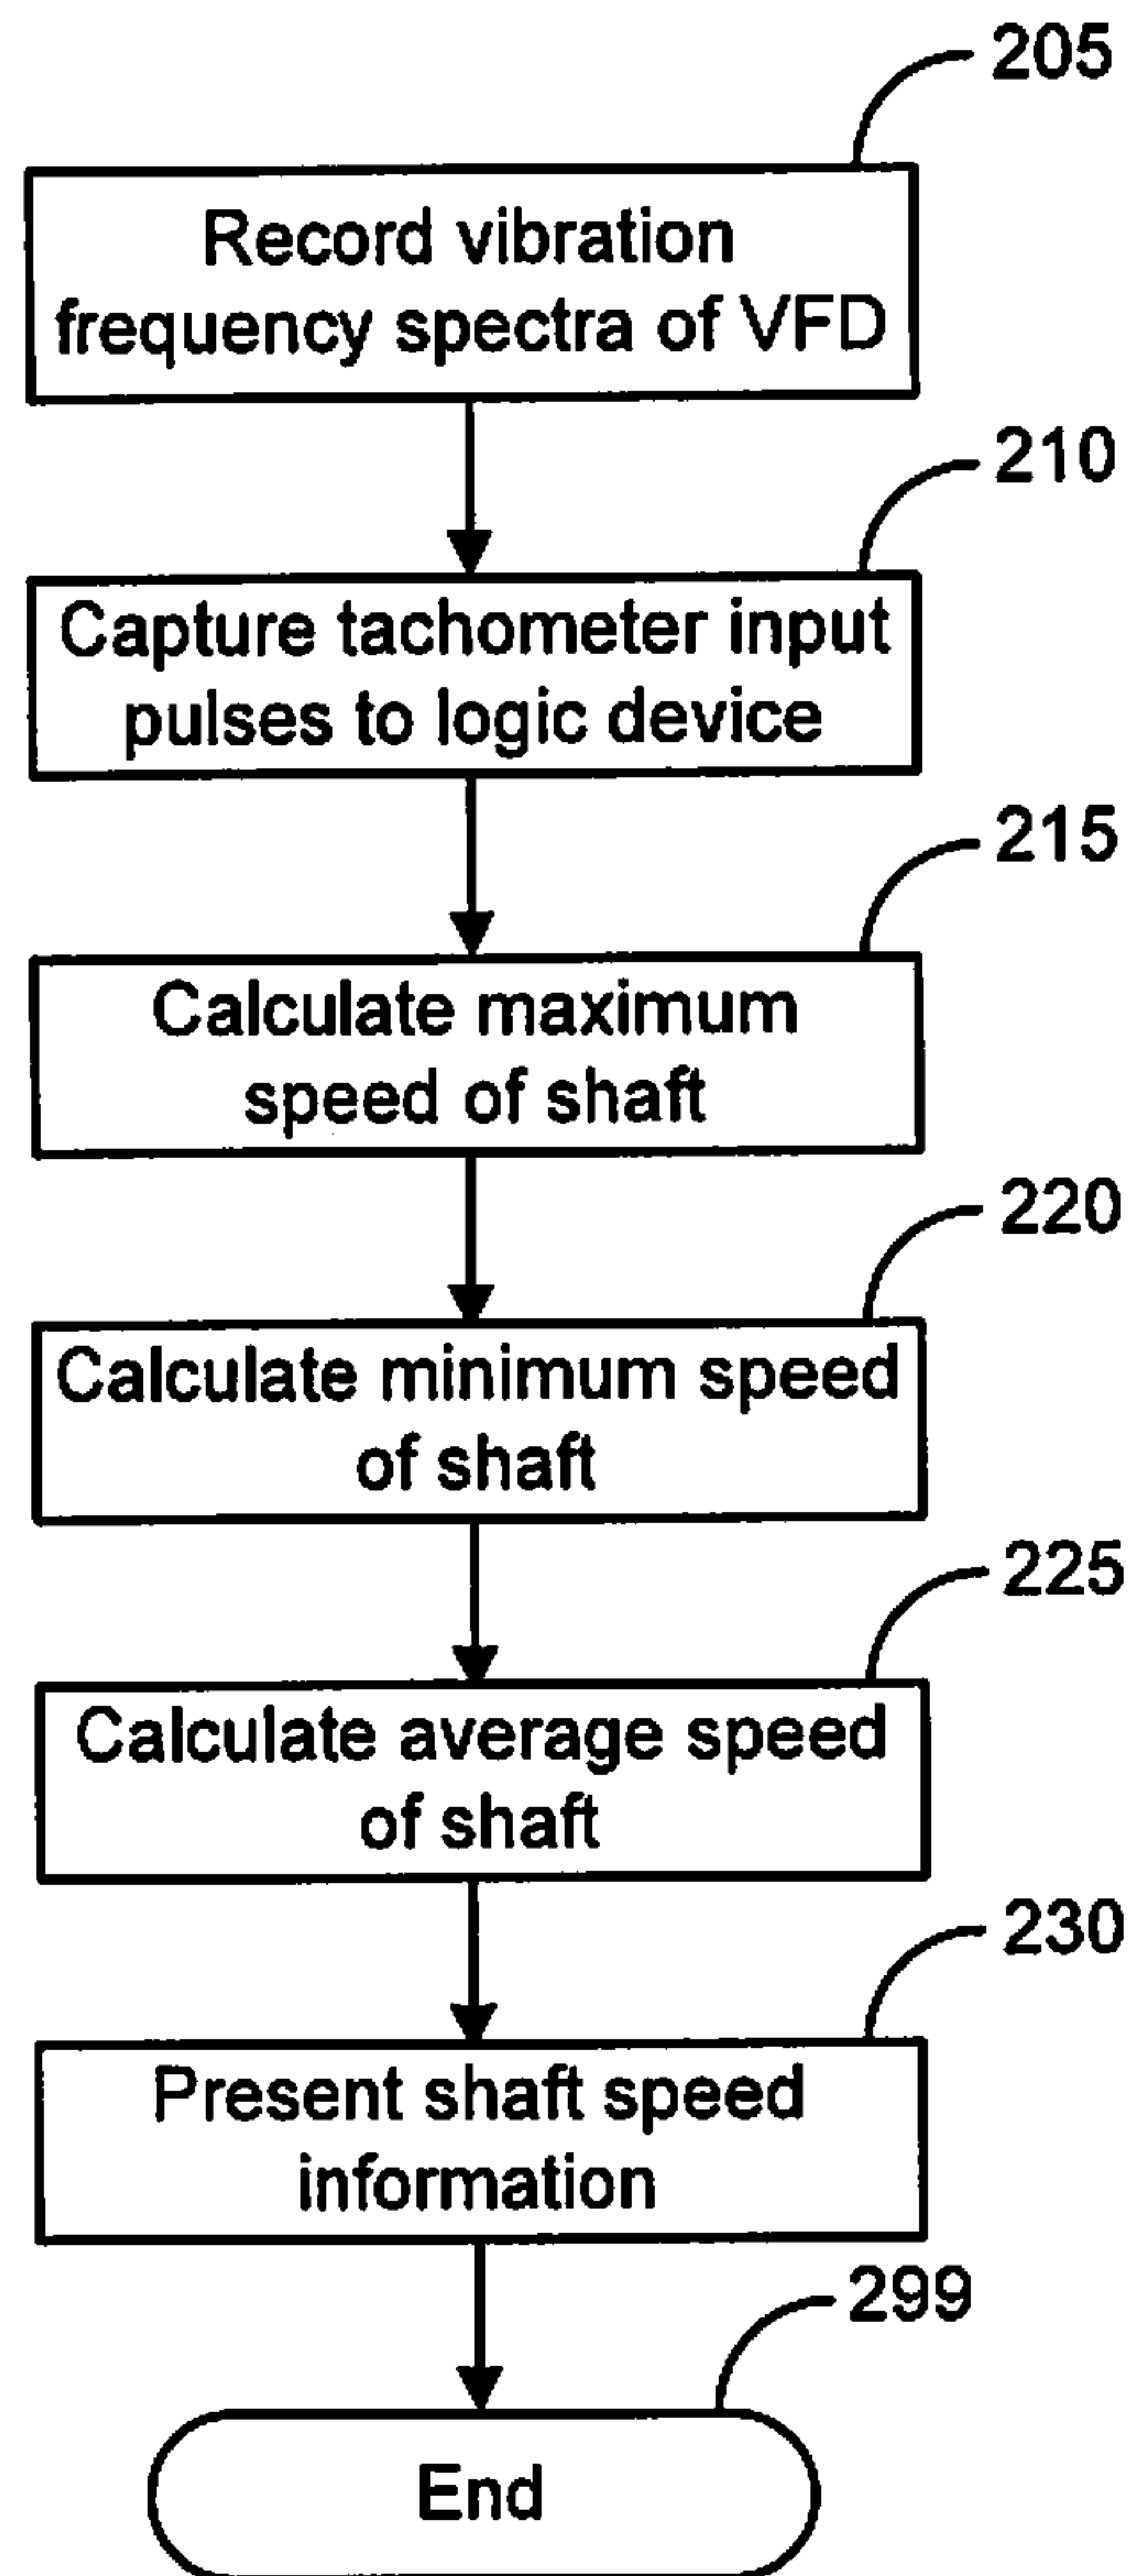 205
Record vibration
frequency spectra of VFD
210
Capture tachometer input
pulses to logic device
215
Calculate maximum
speed of shaft
220
Calculate minimum speed
of shaft
225
Calculate average speed
of shaft
230
Present shaft speed
information
299
End